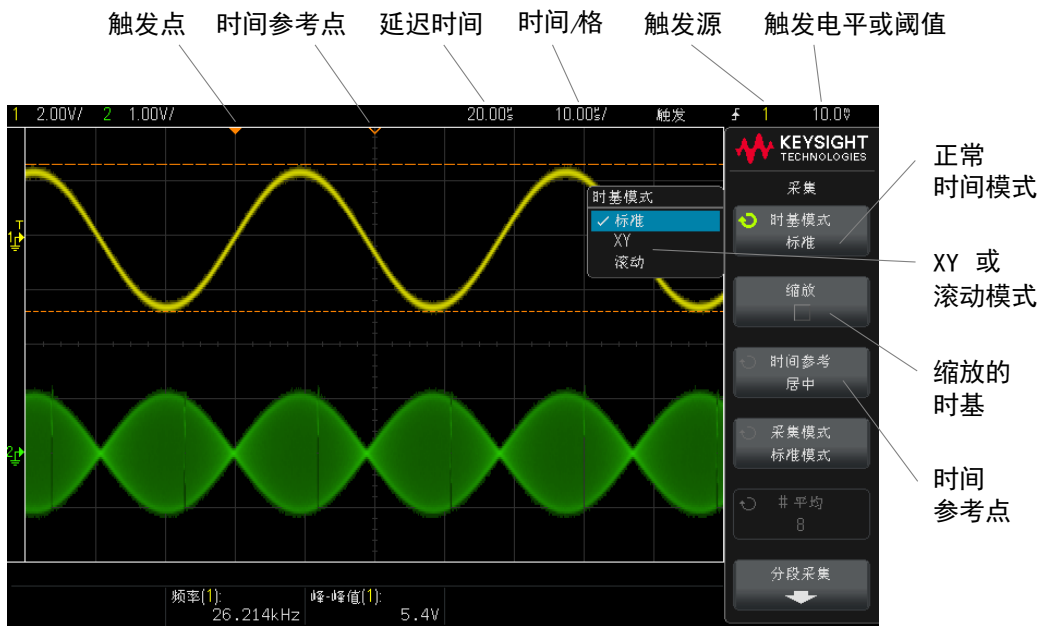 触发点 时间参考点 延迟时间 时间/格 触发源 触发电平或阈值
1 2.00V/ 2 1.00V/ 20.00s 10.00s/ 触发 1 10.0V
KEYSIGHT
TECHNOLOGIES
采集
时基模式
标准
缩放
时间参考
居中
采集模式
标准模式
# 平均
8
分段采集
时基模式
标准
XY
滚动
T
1
2
频率(1):
26.214kHz
峰-峰值(1):
5.4V
正常
时间模式
XY 或
滚动模式
缩放的
时基
时间
参考点